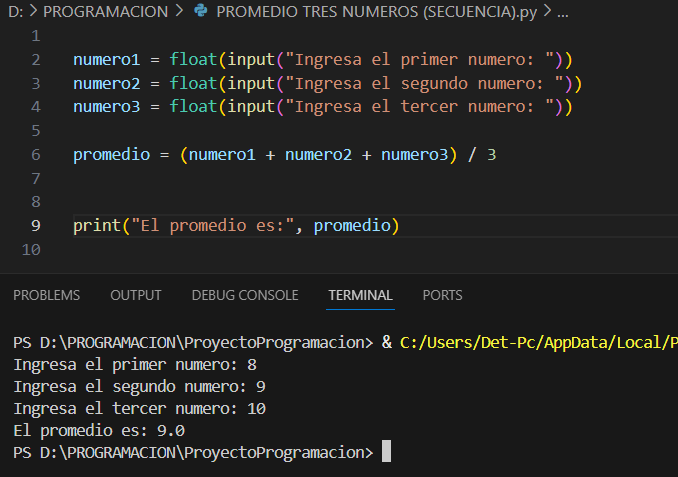 D: > PROGRAMACION > PROMEDIO TRES NUMEROS (SECUENCIA).py > ...
1
2 numero1 = float(input("Ingresa el primer numero: "))
3 numero2 = float(input("Ingresa el segundo numero: "))
4 numero3 = float(input("Ingresa el tercer numero: "))
5
6 promedio = (numero1 + numero2 + numero3) / 3
7
8
9 print("El promedio es:", promedio)
10
PROBLEMS OUTPUT DEBUG CONSOLE TERMINAL PORTS
PS D:\PROGRAMACION\ProyectoProgramacion> & C:/Users/Det-Pc/AppData/Local/P
Ingresa el primer numero: 8
Ingresa el segundo numero: 9
Ingresa el tercer numero: 10
El promedio es: 9.0
PS D:\PROGRAMACION\ProyectoProgramacion>